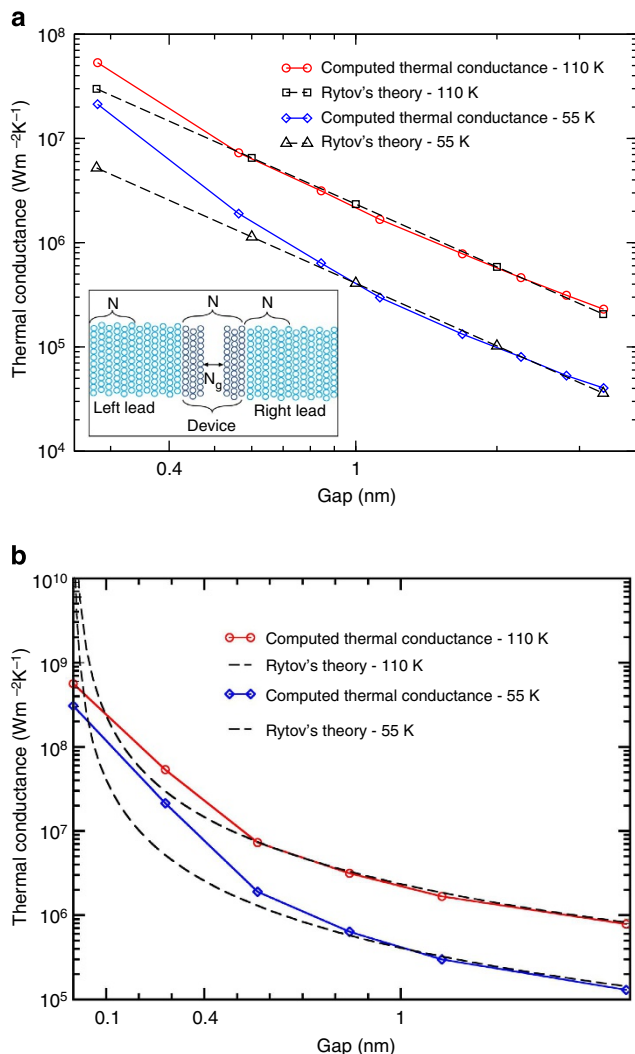 a
10⁸
10⁷
10⁶
10⁵
10⁴
Thermal conductance (Wm⁻²K⁻¹)
Computed thermal conductance - 110 K
Rytov's theory - 110 K
Computed thermal conductance - 55 K
Rytov's theory - 55 K
N N N
N_g
Left lead Right lead
Device
0.4 1
Gap (nm)
b
10¹⁰
10⁹
10⁸
10⁷
10⁶
10⁵
Thermal conductance (Wm⁻²K⁻¹)
Computed thermal conductance - 110 K
Rytov's theory - 110 K
Computed thermal conductance - 55 K
Rytov's theory - 55 K
0.1 0.4 1
Gap (nm)